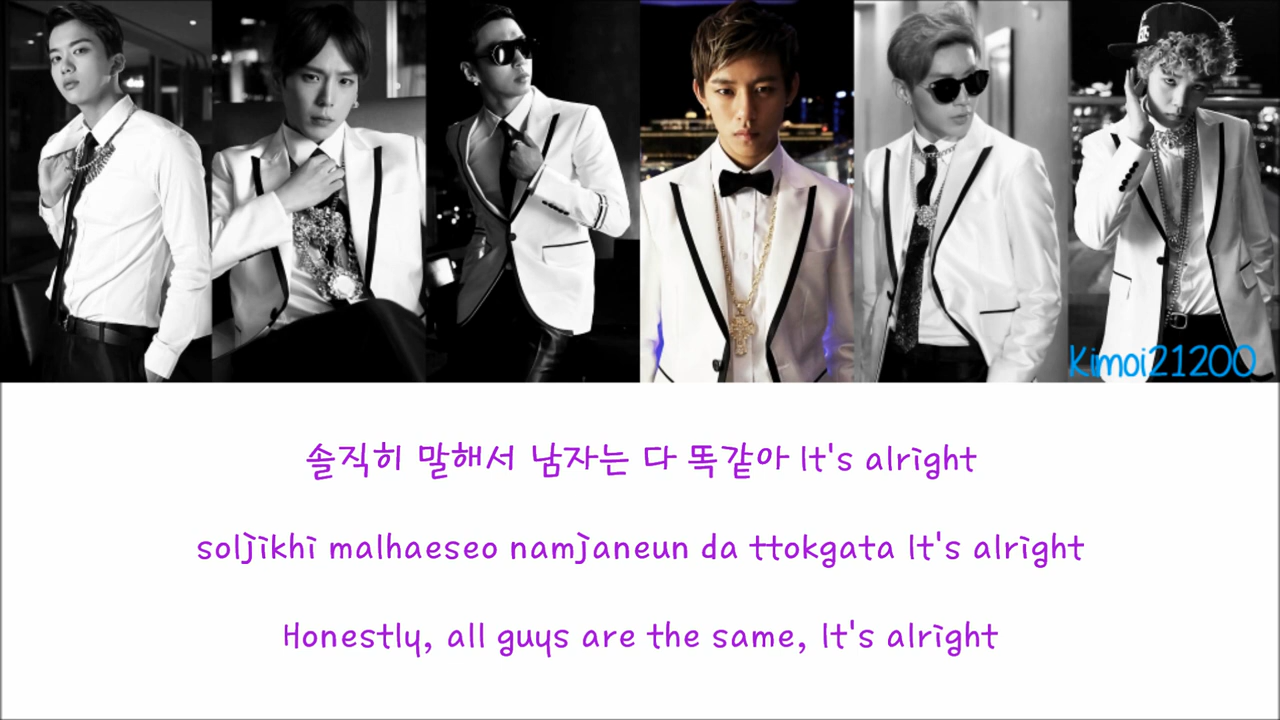 Kimoi21200
솔직히 말해서 남자는 다 똑같아 It's alright
soljikhi malhaeseo namjaneun da ttokgata It's alright
Honestly, all guys are the same, It's alright